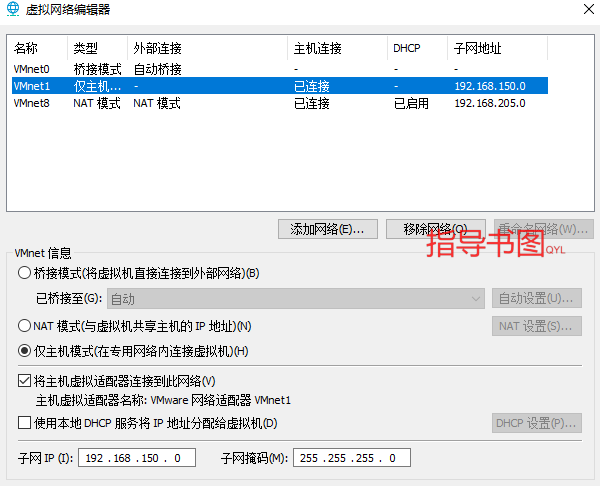 虚拟网络编辑器
名称 类型 外部连接 主机连接 DHCP 子网地址
VMnet0 桥接模式 自动桥接 - - -
VMnet1 仅主机... - 已连接 - 192.168.150.0
VMnet8 NAT 模式 NAT 模式 已连接 已启用 192.168.205.0
添加网络(E)... 移除网络(O) 重命名网络(W)...
指导书图QYL
VMnet 信息
桥接模式(将虚拟机直接连接到外部网络)(B)
已桥接至(G): 自动 自动设置(U)...
NAT 模式(与虚拟机共享主机的 IP 地址)(N) NAT 设置(S)...
仅主机模式(在专用网络内连接虚拟机)(H)
将主机虚拟适配器连接到此网络(V)
主机虚拟适配器名称: VMware 网络适配器 VMnet1
使用本地 DHCP 服务将 IP 地址分配给虚拟机(D) DHCP 设置(P)...
子网 IP (I): 192 .168 .150 . 0 子网掩码(M): 255 .255 .255 . 0